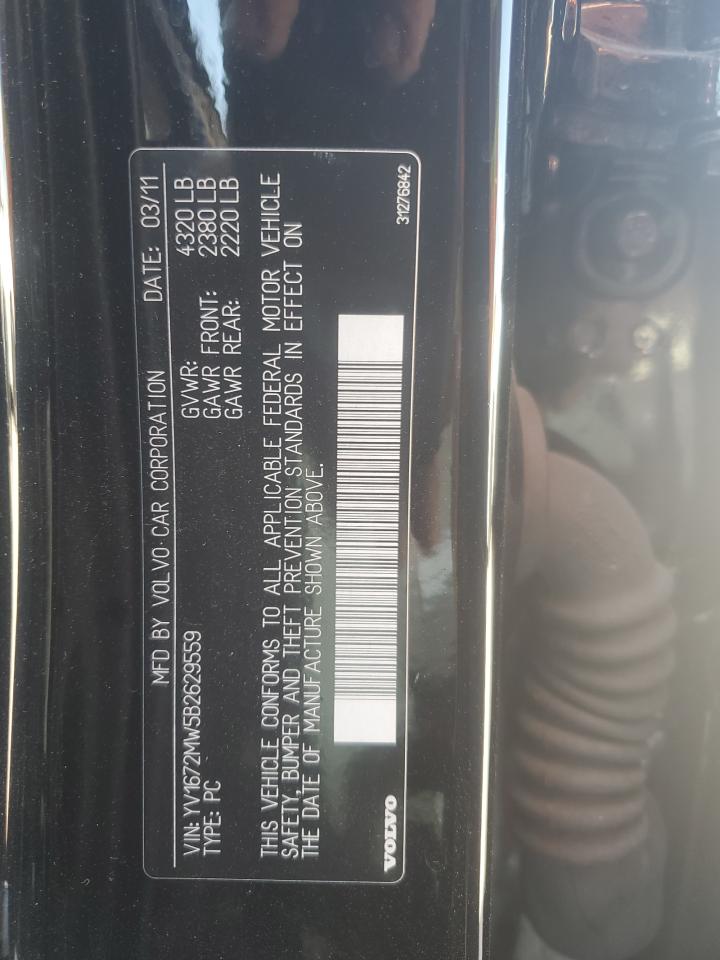 MFD BY VOLVO CAR CORPORATION DATE: 03/11
VIN: YV1672MW5B2629559 GVWR: 4320 LB
TYPE: PC GAWR FRONT: 2380 LB
GAWR REAR: 2220 LB
THIS VEHICLE CONFORMS TO ALL APPLICABLE FEDERAL MOTOR VEHICLE
SAFETY, BUMPER AND THEFT PREVENTION STANDARDS IN EFFECT ON
THE DATE OF MANUFACTURE SHOWN ABOVE.
VOLVO 31276842